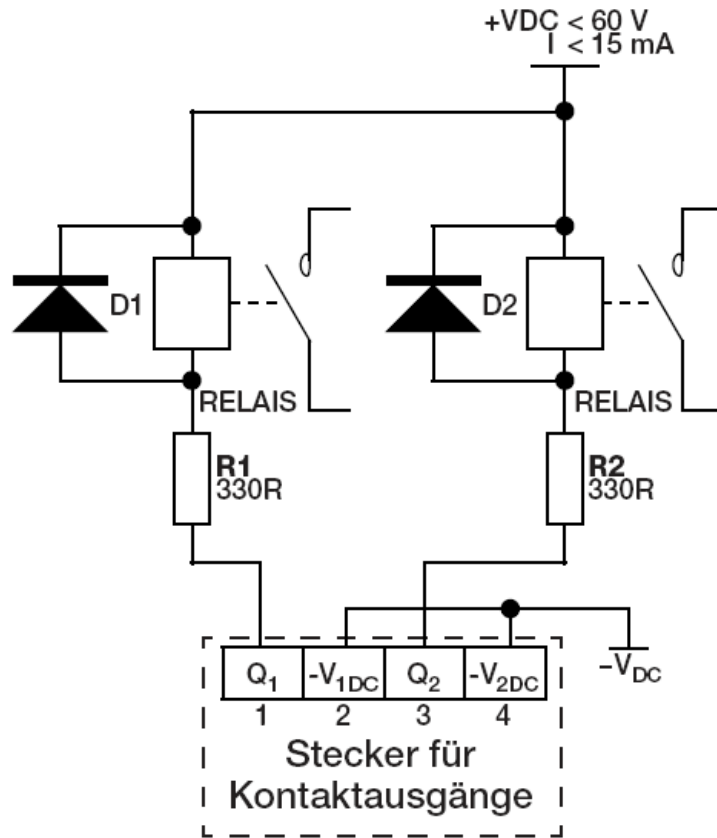 +VDC < 60 V
I < 15 mA
D1
D2
RELAIS
RELAIS
R1
330R
R2
330R
Q1
-V1DC
Q2
-V2DC
–VDC
1
2
3
4
Stecker für
Kontaktausgänge